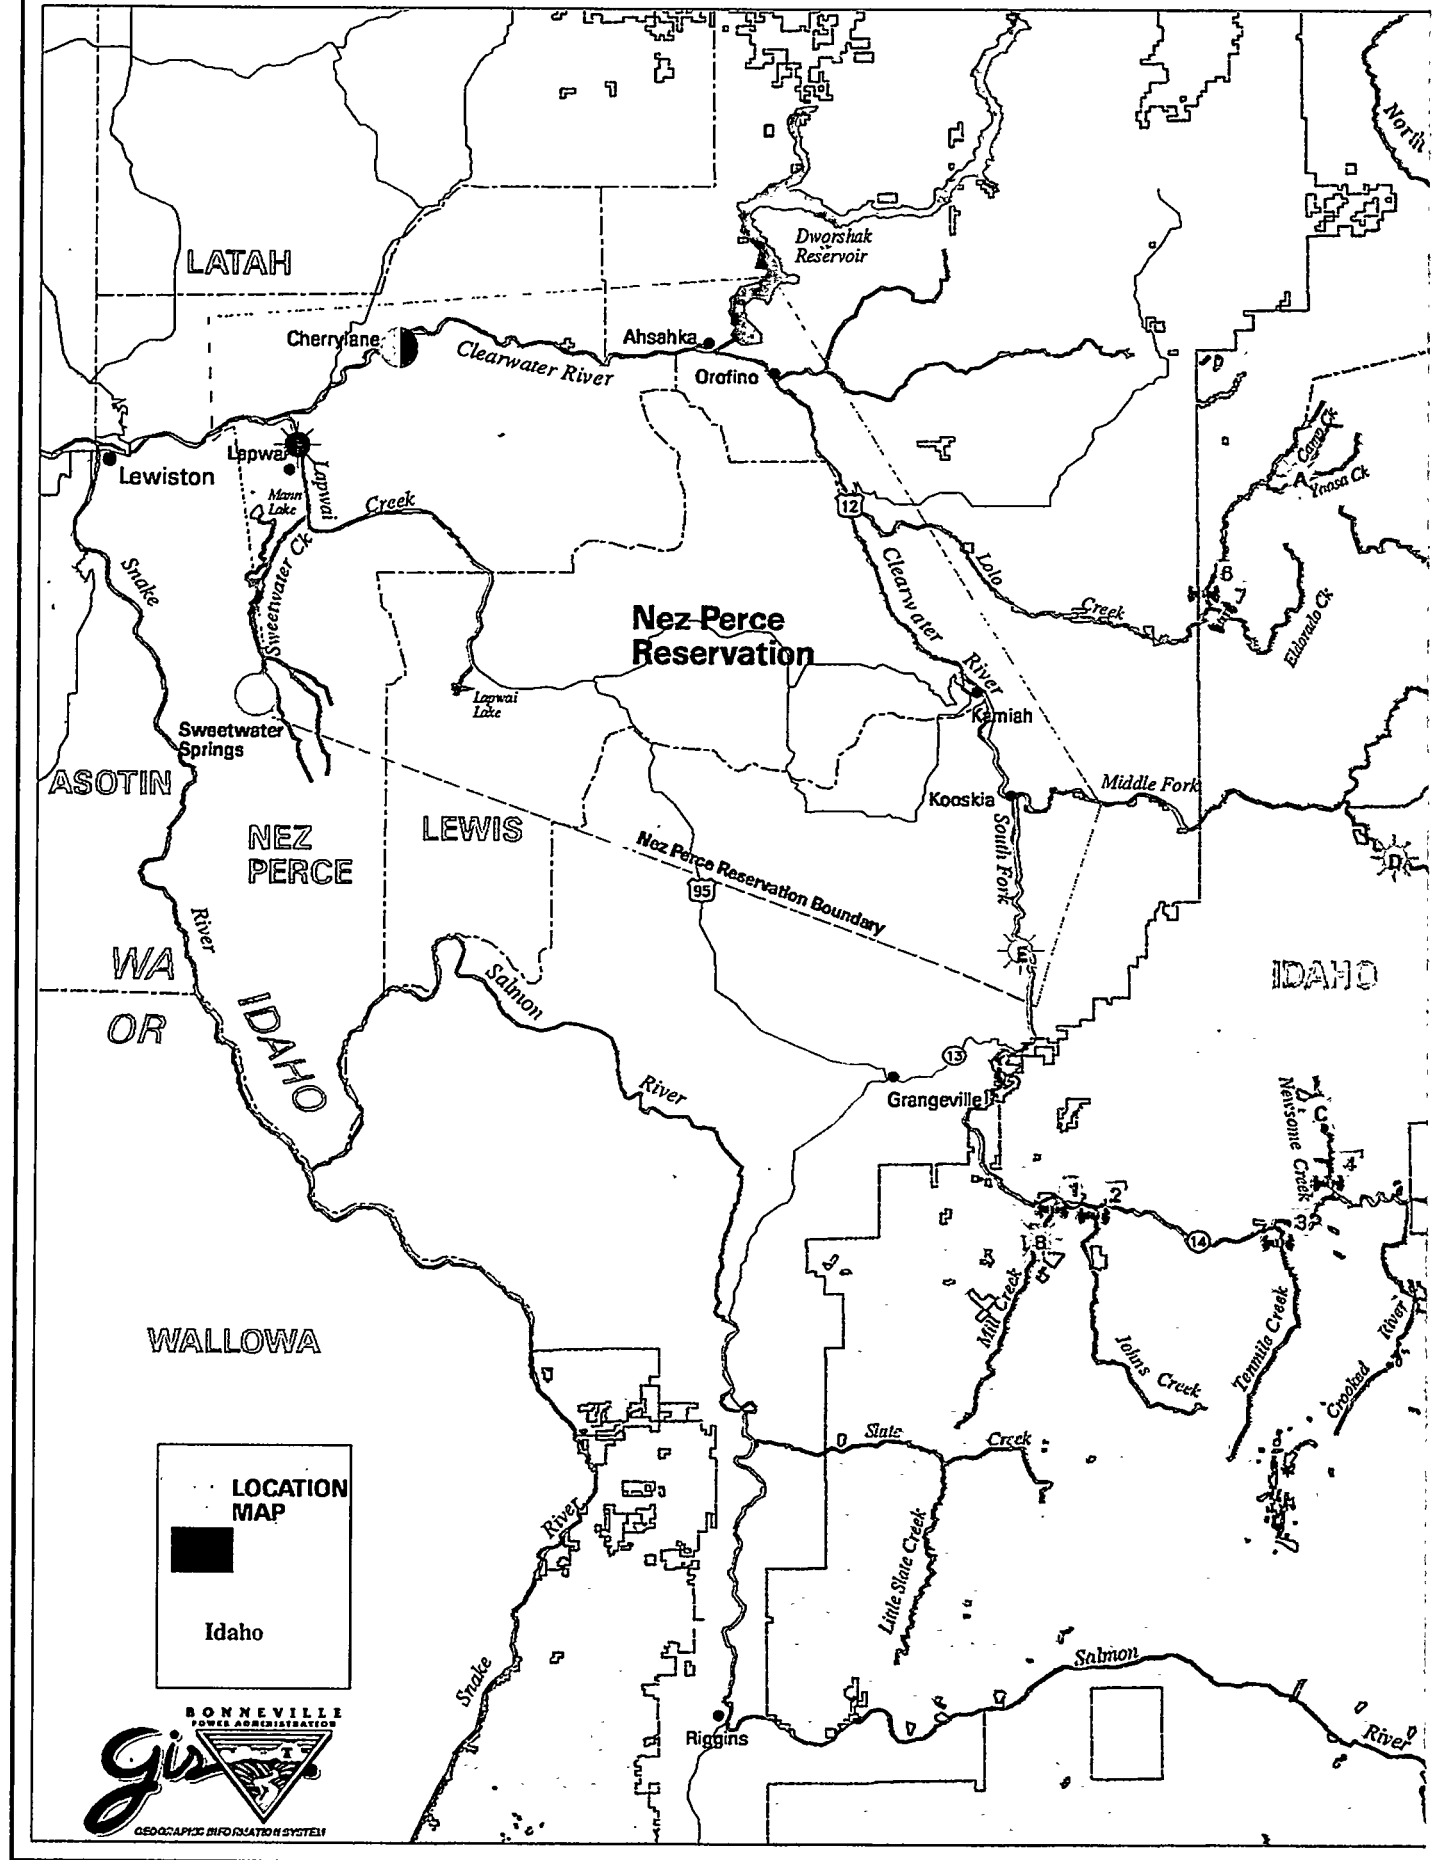 North
LATAH
Dworshak
Reservoir
Cherrylane
Clearwater River
Ahsahka
Orofino
Camp Ck
A
Yoosa Ck
Lewiston
Lapwai
Lapwai
Mann
Lake
Creek
12
Snake
Sweetwater Ck
Clearwater
Lolo
Creek
6
Eldorado Ck
Nez Perce
Reservation
River
Lapwai
Lake
Kamiah
Sweetwater
Springs
ASOTIN
Middle Fork
Kooskia
NEZ
PERCE
LEWIS
South Fork
D
Nez Perce Reservation Boundary
95
River
WA
E
Salmon
IDAHO
OR
IDAHO
13
River
Grangeville
Newsome Creek
C
4
1
2
3
14
B
Mill Creek
WALLOWA
Johns Creek
Tenmile Creek
River
Crooked
Slate
Creek
LOCATION
MAP
River
Little Slate Creek
Idaho
Snake
Salmon
Riggins
River
BONNEVILLE
POWER ADMINISTRATION
gis
GEOGRAPHIC INFORMATION SYSTEM